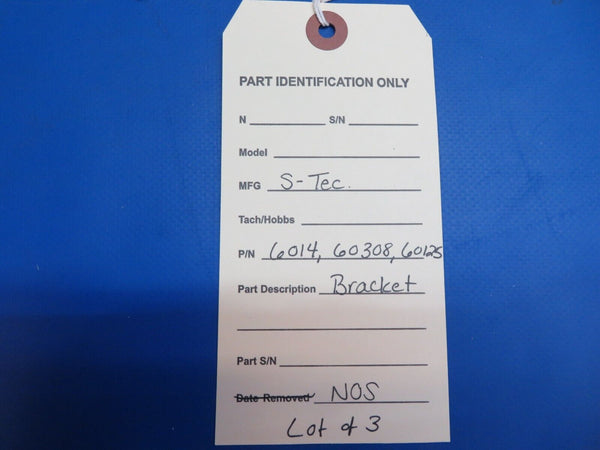 PART IDENTIFICATION ONLY
N S/N
Model
MFG S-Tec.
Tach/Hobbs
P/N 6014, 60308, 60125
Part Description Bracket
Part S/N
Date Removed NOS
Lot of 3